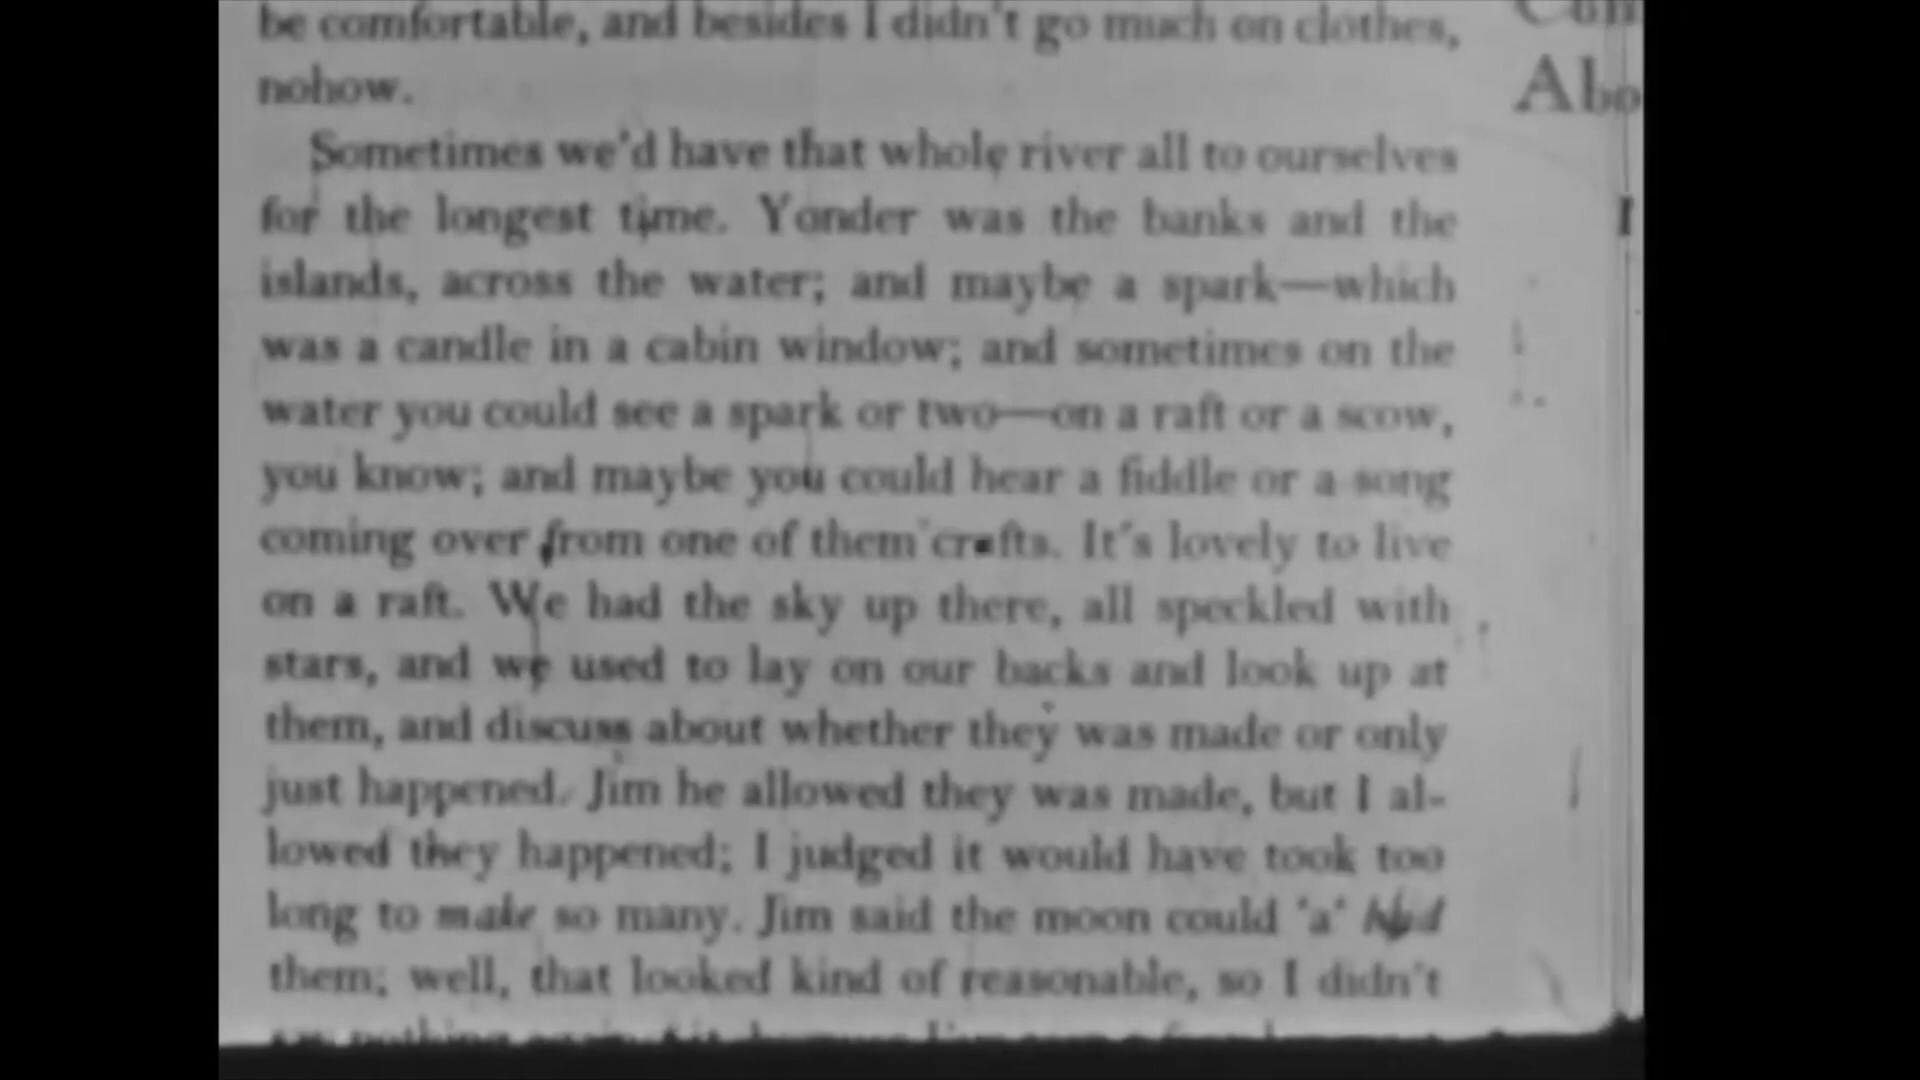 be comfortable, and besides I didn't go much on clothes,
nohow.
Sometimes we'd have that whole river all to ourselves
for the longest time. Yonder was the banks and the
islands, across the water; and maybe a spark—which
was a candle in a cabin window; and sometimes on the
water you could see a spark or two—on a raft or a scow,
you know; and maybe you could hear a fiddle or a song
coming over from one of them crafts. It's lovely to live
on a raft. We had the sky up there, all speckled with
stars, and we used to lay on our backs and look up at
them, and discuss about whether they was made or only
just happened. Jim he allowed they was made, but I al-
lowed they happened; I judged it would have took too
long to make so many. Jim said the moon could 'a'
them; well, that looked kind of reasonable, so I didn't
Abo
I